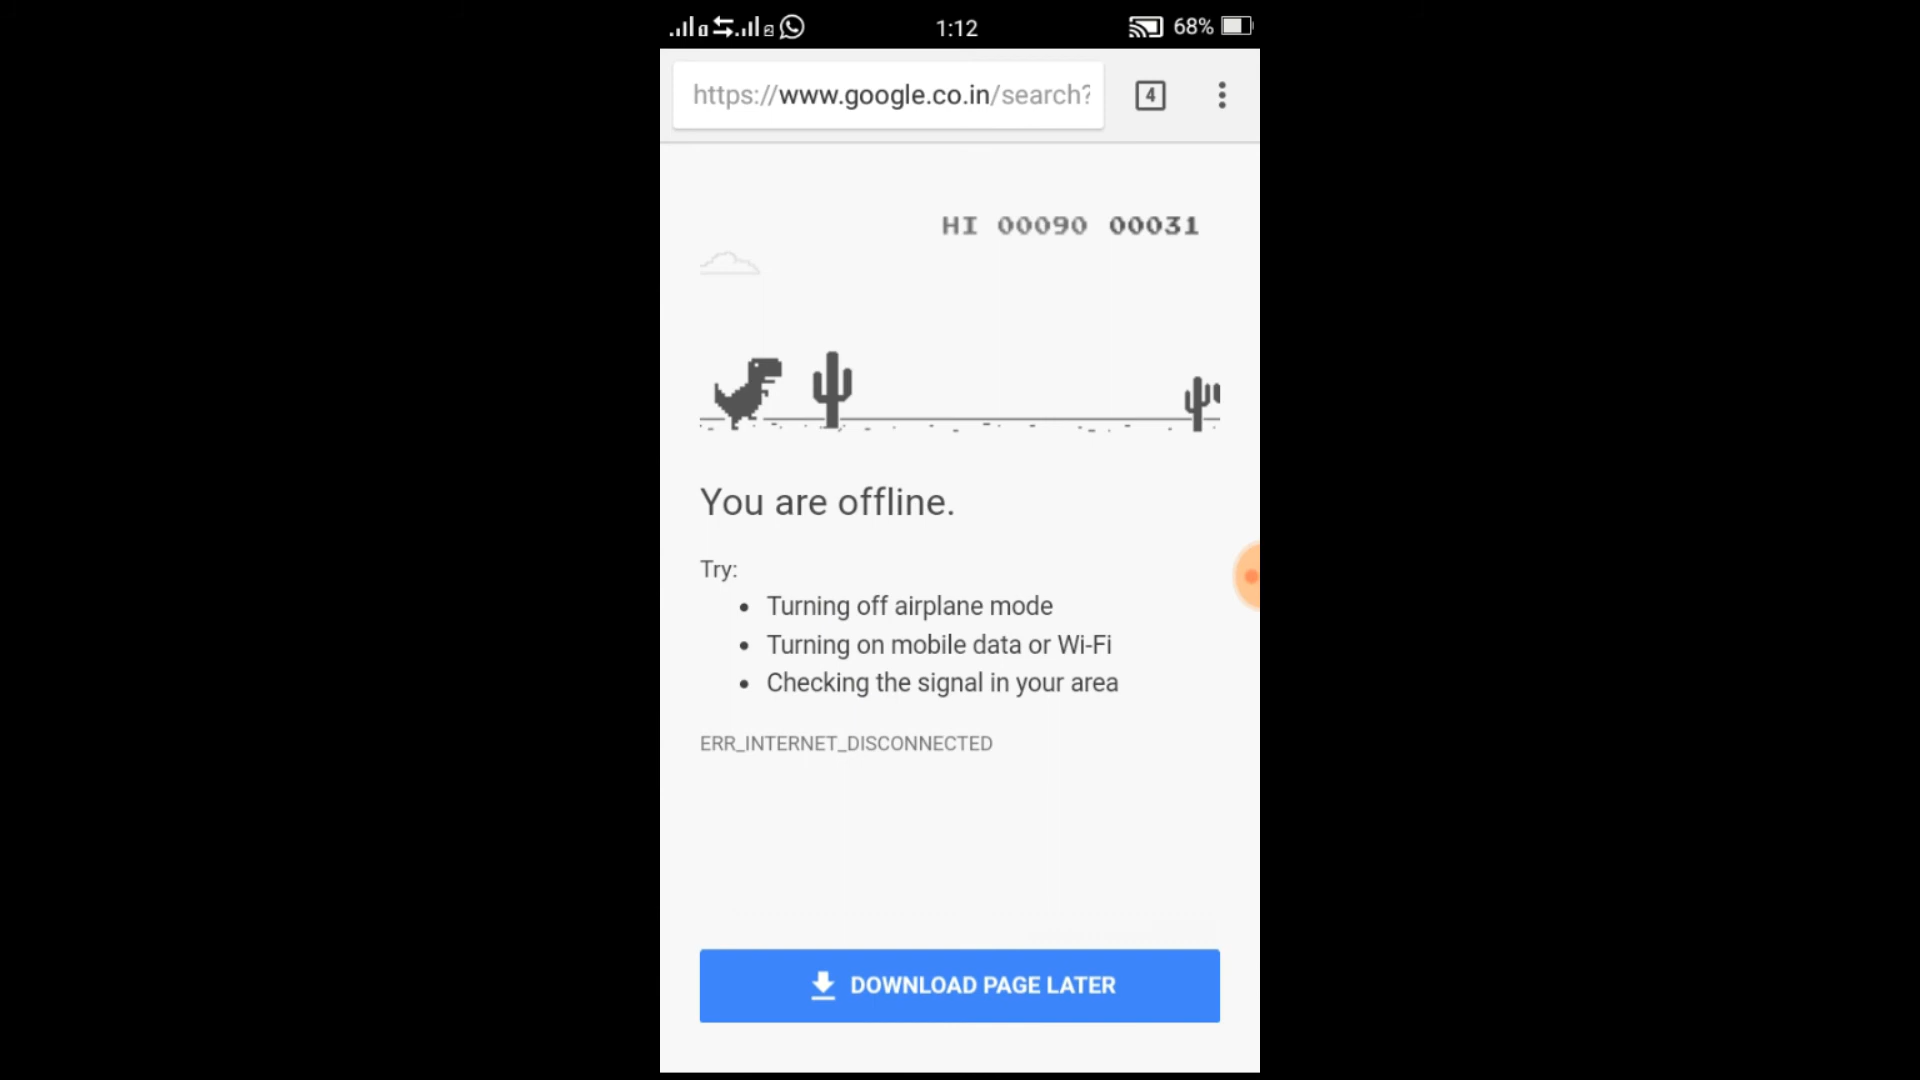 1:12
68%
https://www.google.co.in/search?
4
HI 00090 00031
You are offline.
Try:
• Turning off airplane mode
• Turning on mobile data or Wi-Fi
• Checking the signal in your area
ERR_INTERNET_DISCONNECTED
DOWNLOAD PAGE LATER